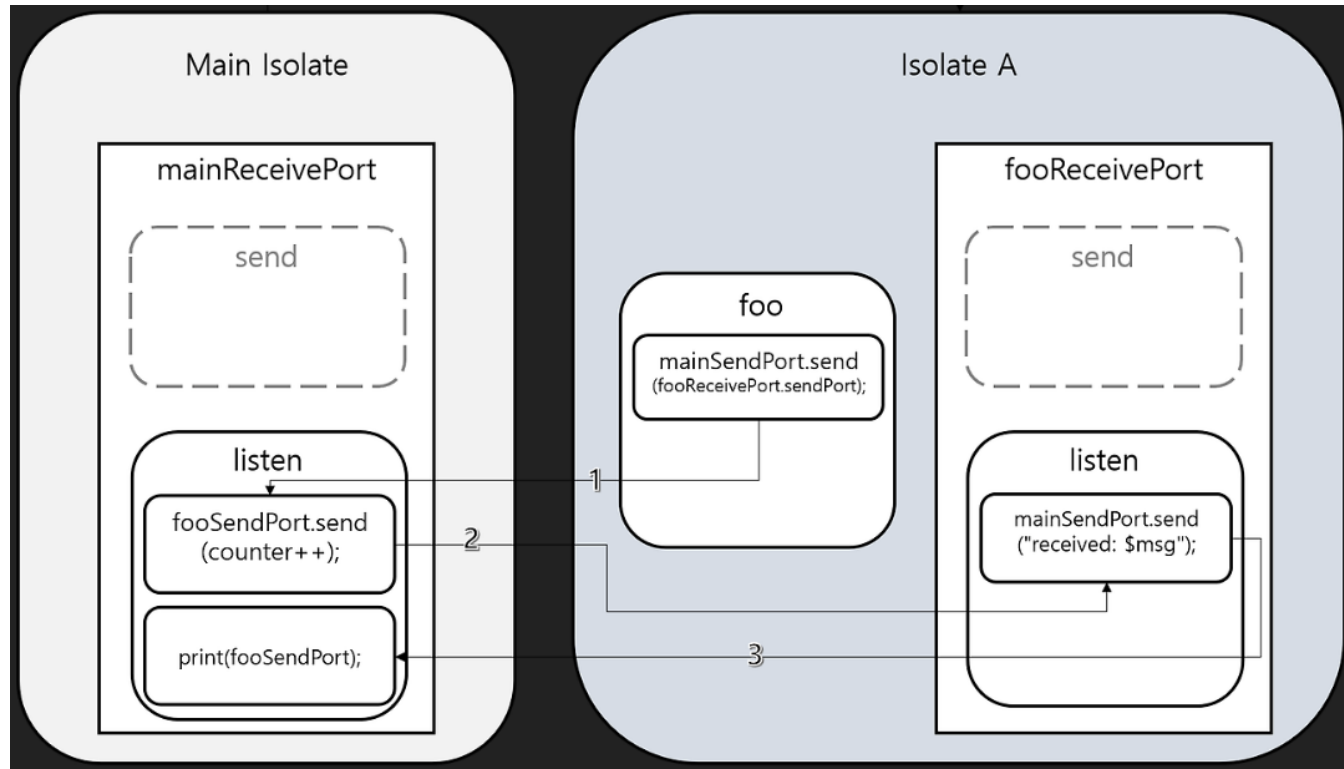 Main Isolate
mainReceivePort
send
listen
fooSendPort.send
(counter++);
print(fooSendPort);
Isolate A
foo
mainSendPort.send
(fooReceivePort.sendPort);
fooReceivePort
send
listen
mainSendPort.send
("received: $msg");
1
2
3